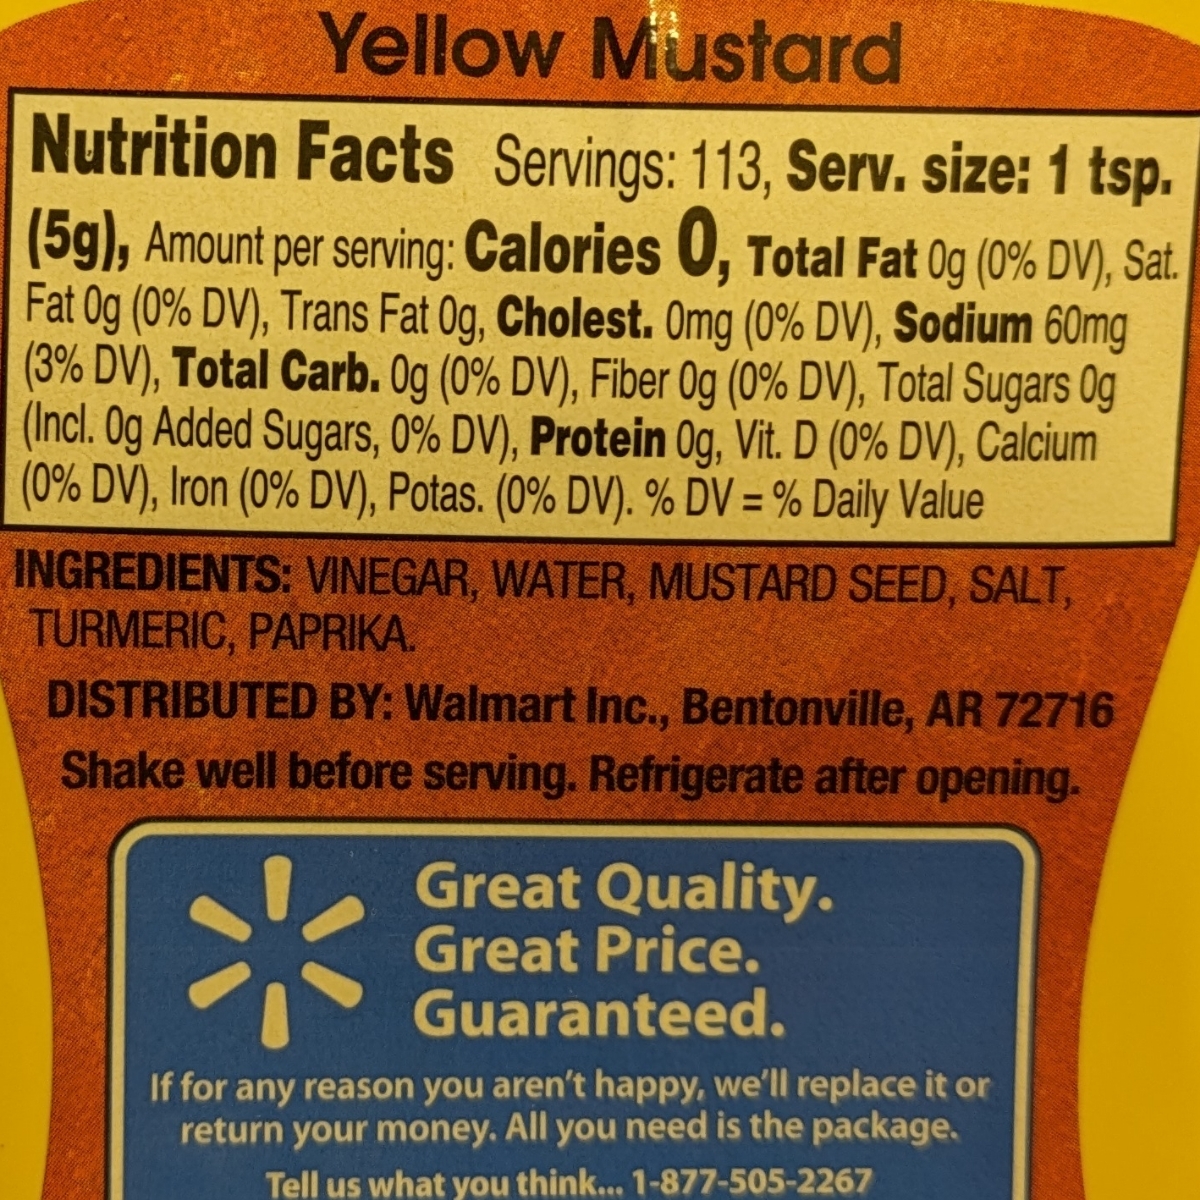 Yellow Mustard
Nutrition Facts Servings: 113, Serv. size: 1 tsp.
(5g), Amount per serving: Calories 0, Total Fat 0g (0% DV), Sat.
Fat 0g (0% DV), Trans Fat 0g, Cholest. 0mg (0% DV), Sodium 60mg
(3% DV), Total Carb. 0g (0% DV), Fiber 0g (0% DV), Total Sugars 0g
(Incl. 0g Added Sugars, 0% DV), Protein 0g, Vit. D (0% DV), Calcium
(0% DV), Iron (0% DV), Potas. (0% DV). % DV = % Daily Value
INGREDIENTS: VINEGAR, WATER, MUSTARD SEED, SALT,
TURMERIC, PAPRIKA.
DISTRIBUTED BY: Walmart Inc., Bentonville, AR 72716
Shake well before serving. Refrigerate after opening.
Great Quality.
Great Price.
Guaranteed.
If for any reason you aren't happy, we'll replace it or
return your money. All you need is the package.
Tell us what you think... 1-877-505-2267